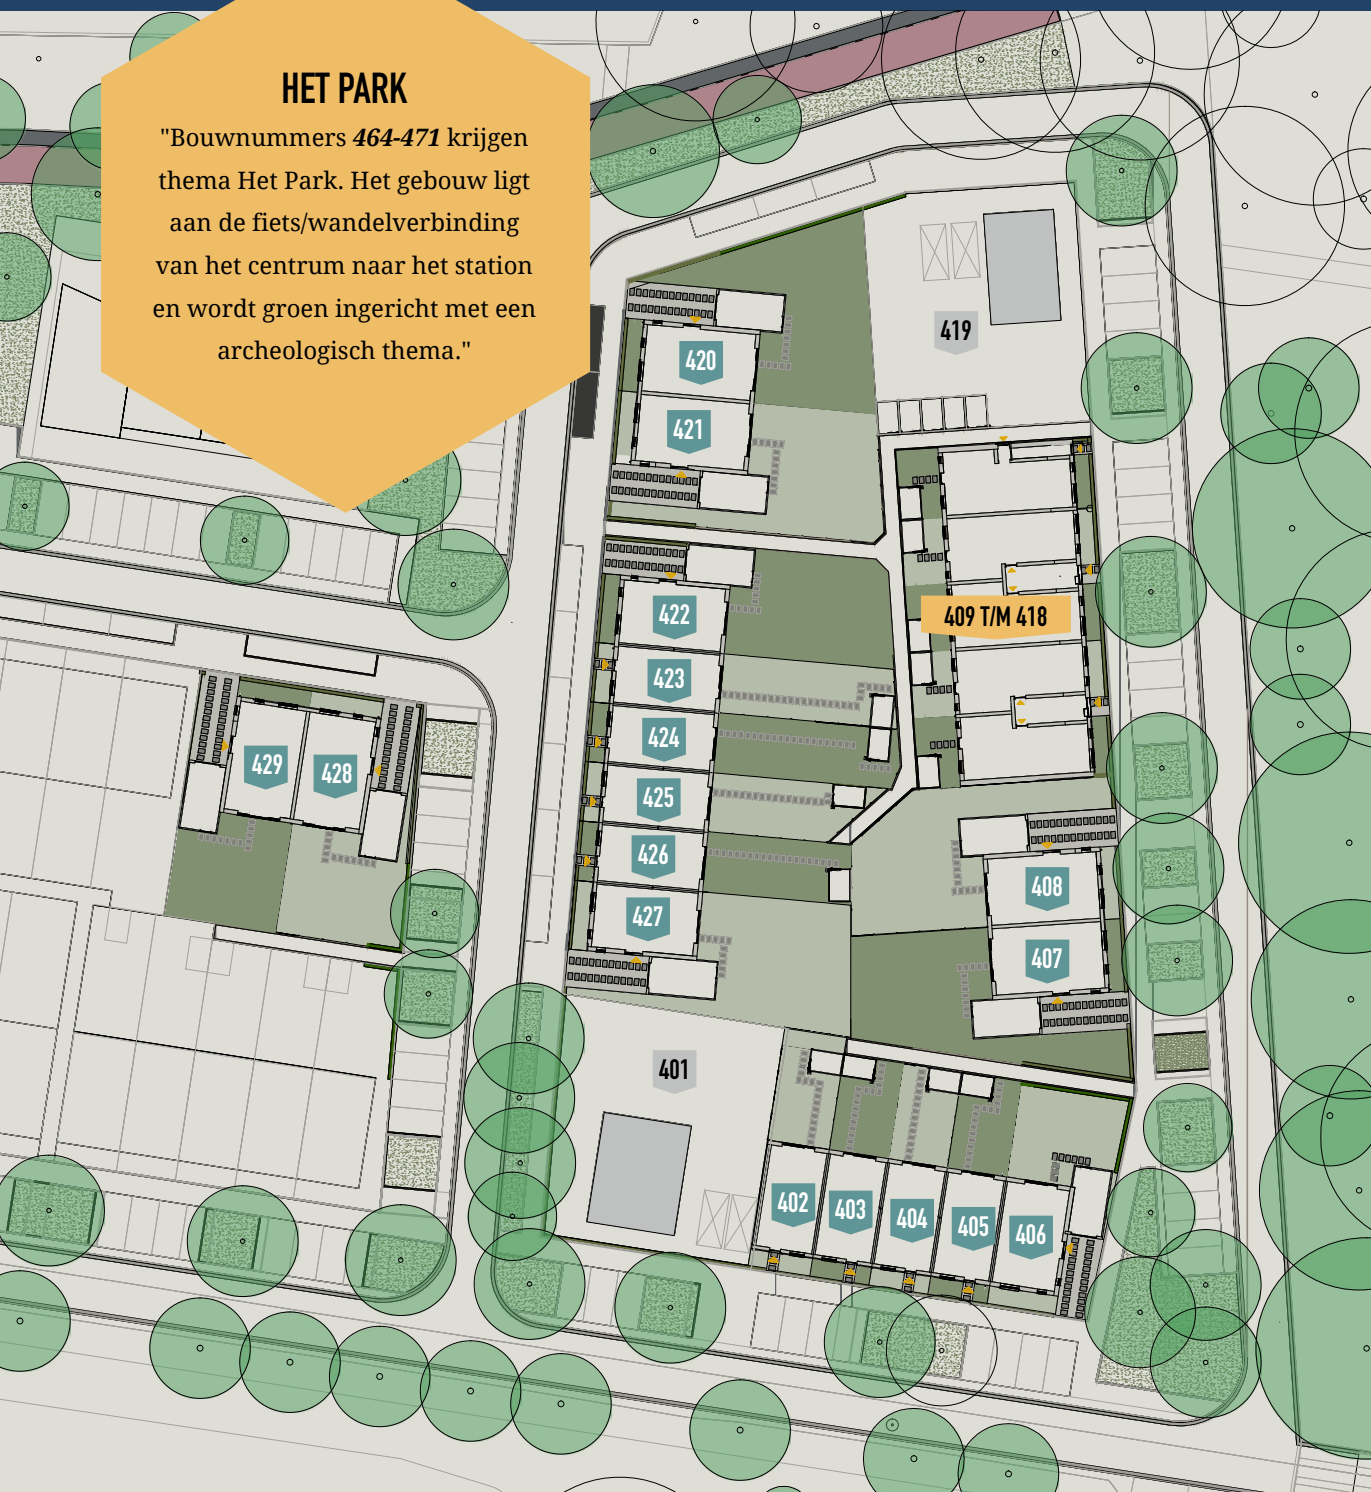 HET PARK
"Bouwnummers 464-471 krijgen
thema Het Park. Het gebouw ligt
aan de fiets/wandelverbinding
van het centrum naar het station
en wordt groen ingericht met een
archeologisch thema."
419
420
421
409 T/M 418
422
423
424
425
426
427
429
428
408
407
401
402
403
404
405
406